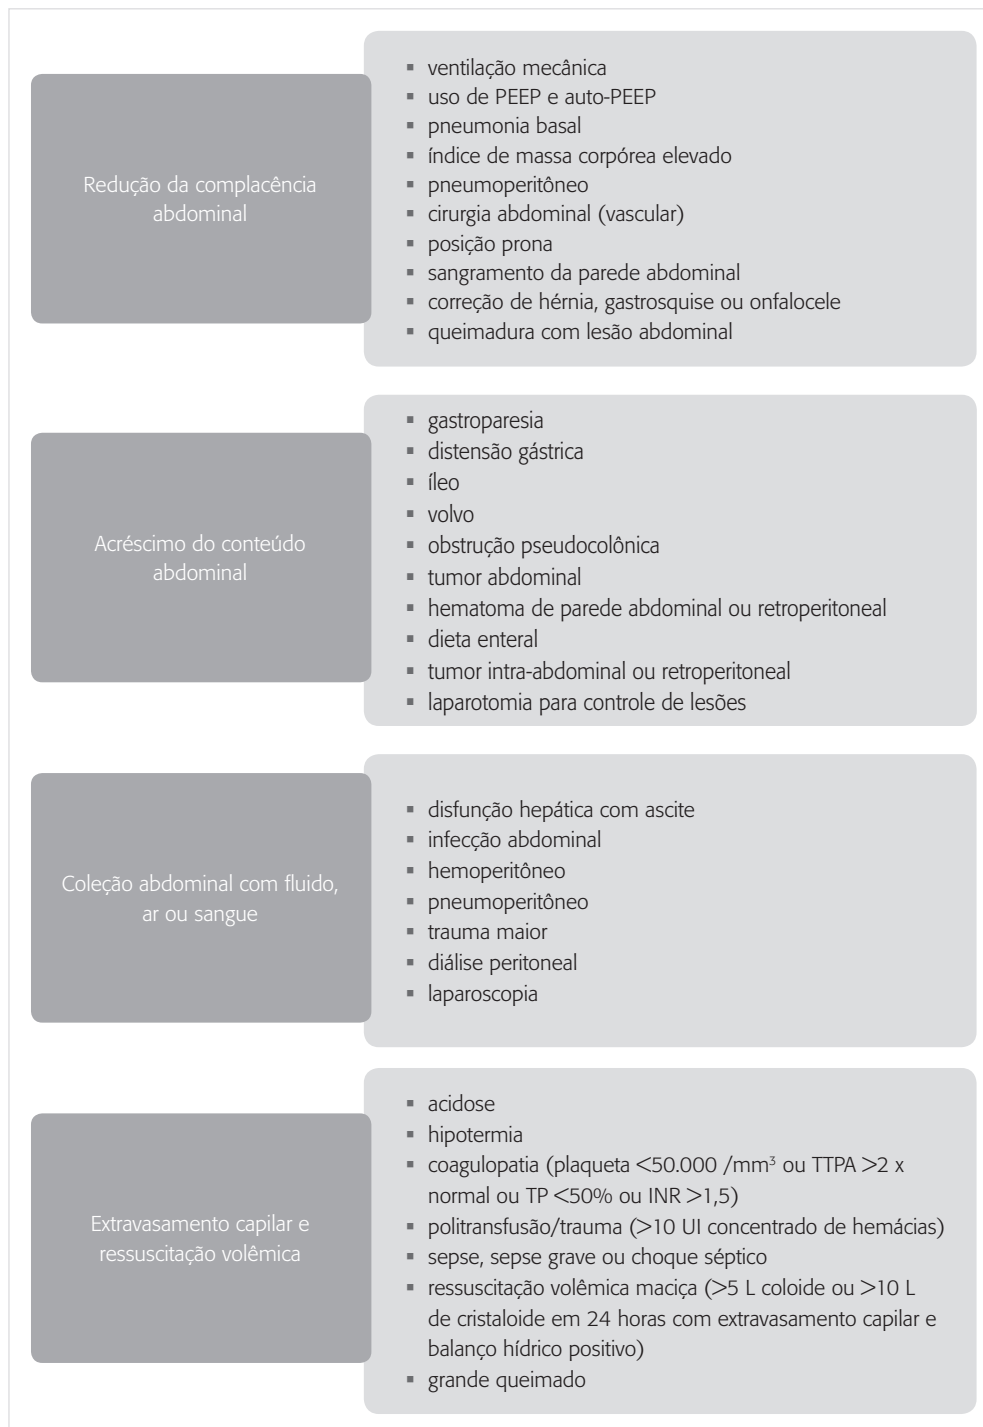 Redução da complacência
abdominal
▪ ventilação mecânica
▪ uso de PEEP e auto-PEEP
▪ pneumonia basal
▪ índice de massa corpórea elevado
▪ pneumoperitôneo
▪ cirurgia abdominal (vascular)
▪ posição prona
▪ sangramento da parede abdominal
▪ correção de hérnia, gastrosquise ou onfalocele
▪ queimadura com lesão abdominal
Acréscimo do conteúdo
abdominal
▪ gastroparesia
▪ distensão gástrica
▪ íleo
▪ volvo
▪ obstrução pseudocolônica
▪ tumor abdominal
▪ hematoma de parede abdominal ou retroperitoneal
▪ dieta enteral
▪ tumor intra-abdominal ou retroperitoneal
▪ laparotomia para controle de lesões
Coleção abdominal com fluido,
ar ou sangue
▪ disfunção hepática com ascite
▪ infecção abdominal
▪ hemoperitôneo
▪ pneumoperitôneo
▪ trauma maior
▪ diálise peritoneal
▪ laparoscopia
Extravasamento capilar e
ressuscitação volêmica
▪ acidose
▪ hipotermia
▪ coagulopatia (plaqueta <50.000 /mm³ ou TTPA >2 x
normal ou TP <50% ou INR >1,5)
▪ politransfusão/trauma (>10 UI concentrado de hemácias)
▪ sepse, sepse grave ou choque séptico
▪ ressuscitação volêmica maciça (>5 L coloide ou >10 L
de cristaloide em 24 horas com extravasamento capilar e
balanço hídrico positivo)
▪ grande queimado